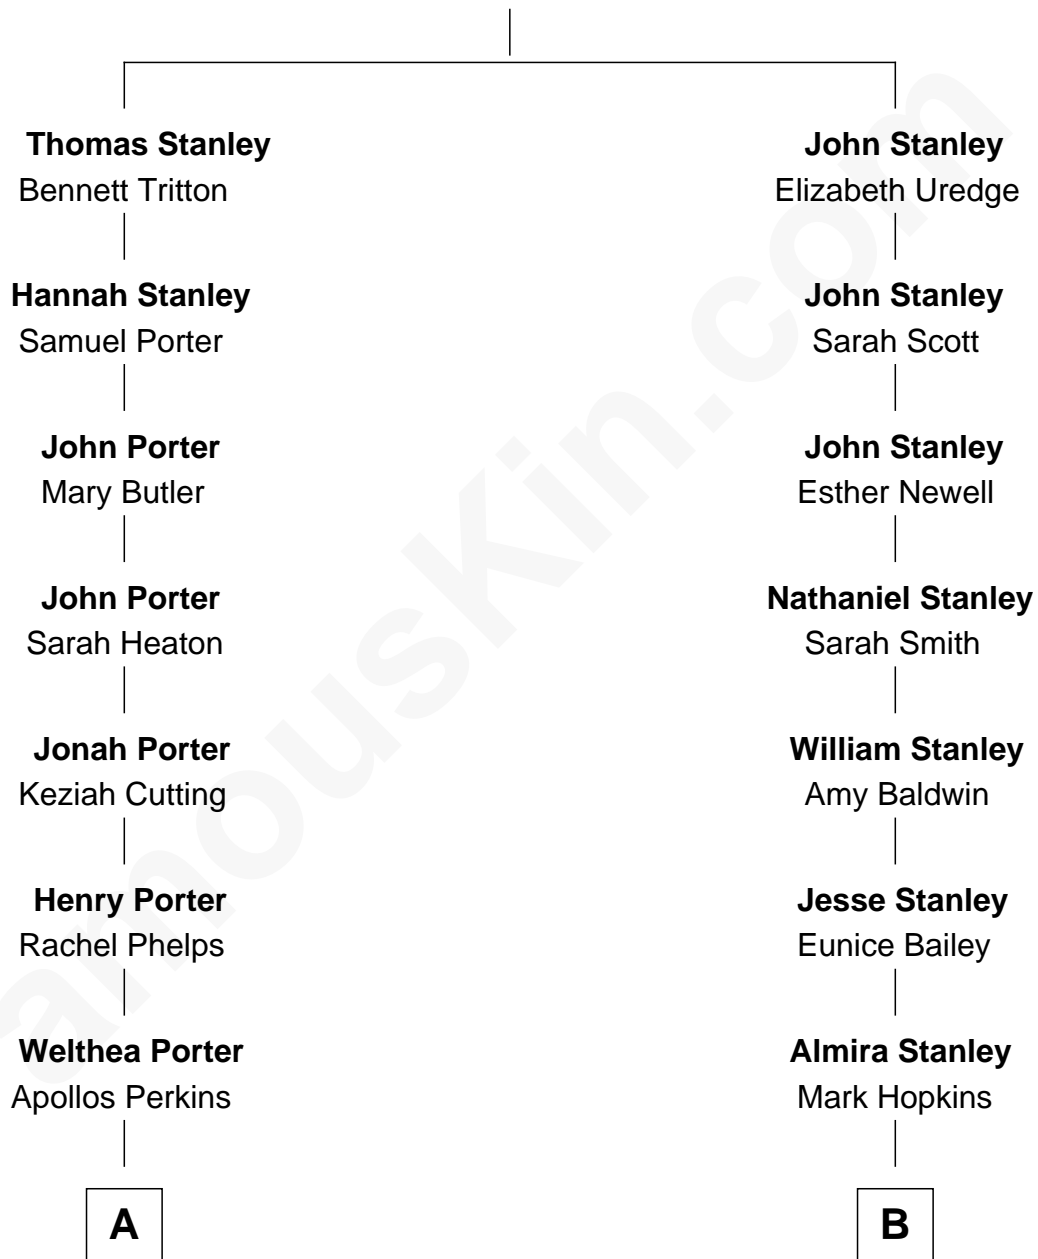 Thomas Stanley
Bennett Tritton
Hannah Stanley
Samuel Porter
John Porter
Mary Butler
John Porter
Sarah Heaton
Jonah Porter
Keziah Cutting
Henry Porter
Rachel Phelps
Welthea Porter
Apollos Perkins
A
John Stanley
Elizabeth Uredge
John Stanley
Sarah Scott
John Stanley
Esther Newell
Nathaniel Stanley
Sarah Smith
William Stanley
Amy Baldwin
Jesse Stanley
Eunice Bailey
Almira Stanley
Mark Hopkins
B
amouskin.com